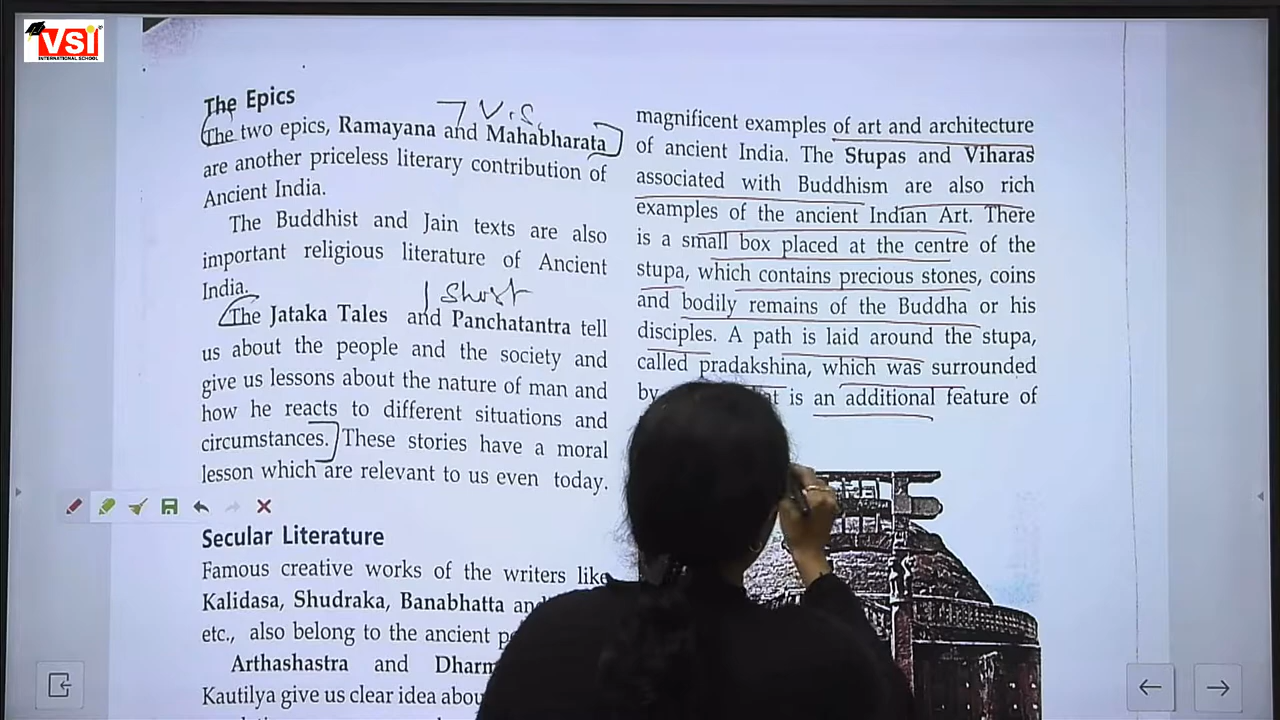 VSI
INTERNATIONAL SCHOOL
The Epics
V.S.
The two epics, Ramayana and Mahabharata
are another priceless literary contribution of
Ancient India.
The Buddhist and Jain texts are also
important religious literature of Ancient
India.
Short
The Jataka Tales and Panchatantra tell
us about the people and the society and
give us lessons about the nature of man and
how he reacts to different situations and
circumstances. These stories have a moral
lesson which are relevant to us even today.
Secular Literature
Famous creative works of the writers like
Kalidasa, Shudraka, Banabhatta
etc., also belong to the ancient
Arthashastra and
Kautilya give us clear idea
magnificent examples of art and architecture
of ancient India. The Stupas and Viharas
associated with Buddhism are also rich
examples of the ancient Indian Art. There
is a small box placed at the centre of the
stupa, which contains precious stones, coins
and bodily remains of the Buddha or his
disciples. A path is laid around the stupa,
called pradakshina, which was surrounded
is an additional feature of